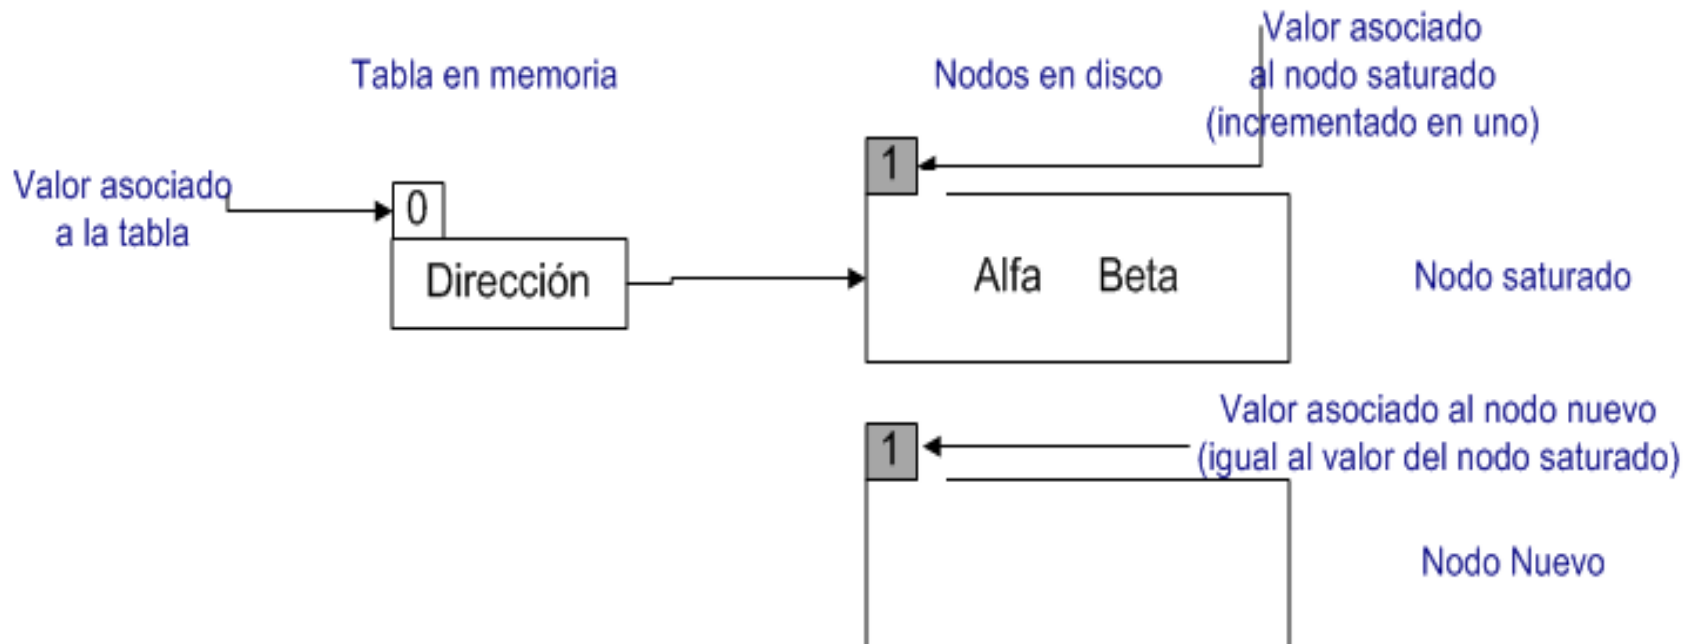 Tabla en memoria
Nodos en disco
Valor asociado
al nodo saturado
(incrementado en uno)
1
Valor asociado
a la tabla
0
Dirección
Alfa Beta
Nodo saturado
Valor asociado al nodo nuevo
(igual al valor del nodo saturado)
1
Nodo Nuevo